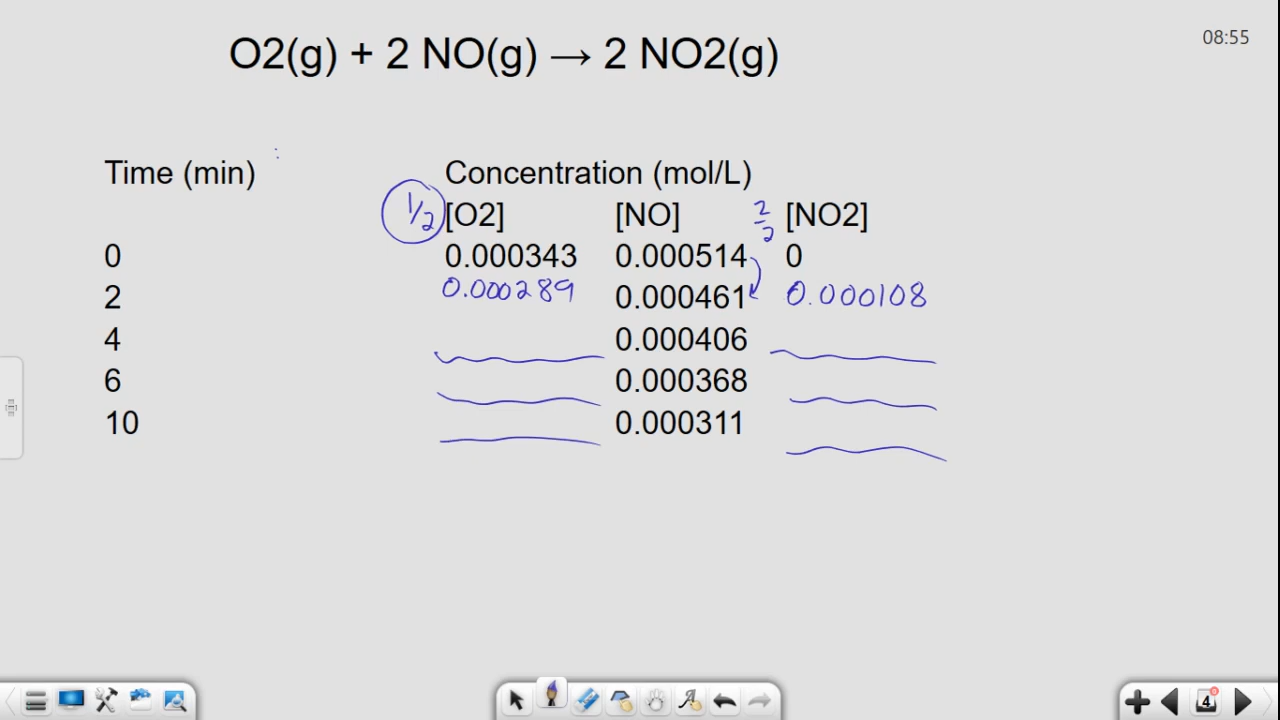 08:55
O2(g) + 2 NO(g) → 2 NO2(g)
Time (min) Concentration (mol/L)
1/2 [O2] [NO] 2/2 [NO2]
0 0.000343 0.000514 0
2 0.000289 0.000461 0.000108
4 0.000406
6 0.000368
10 0.000311
4